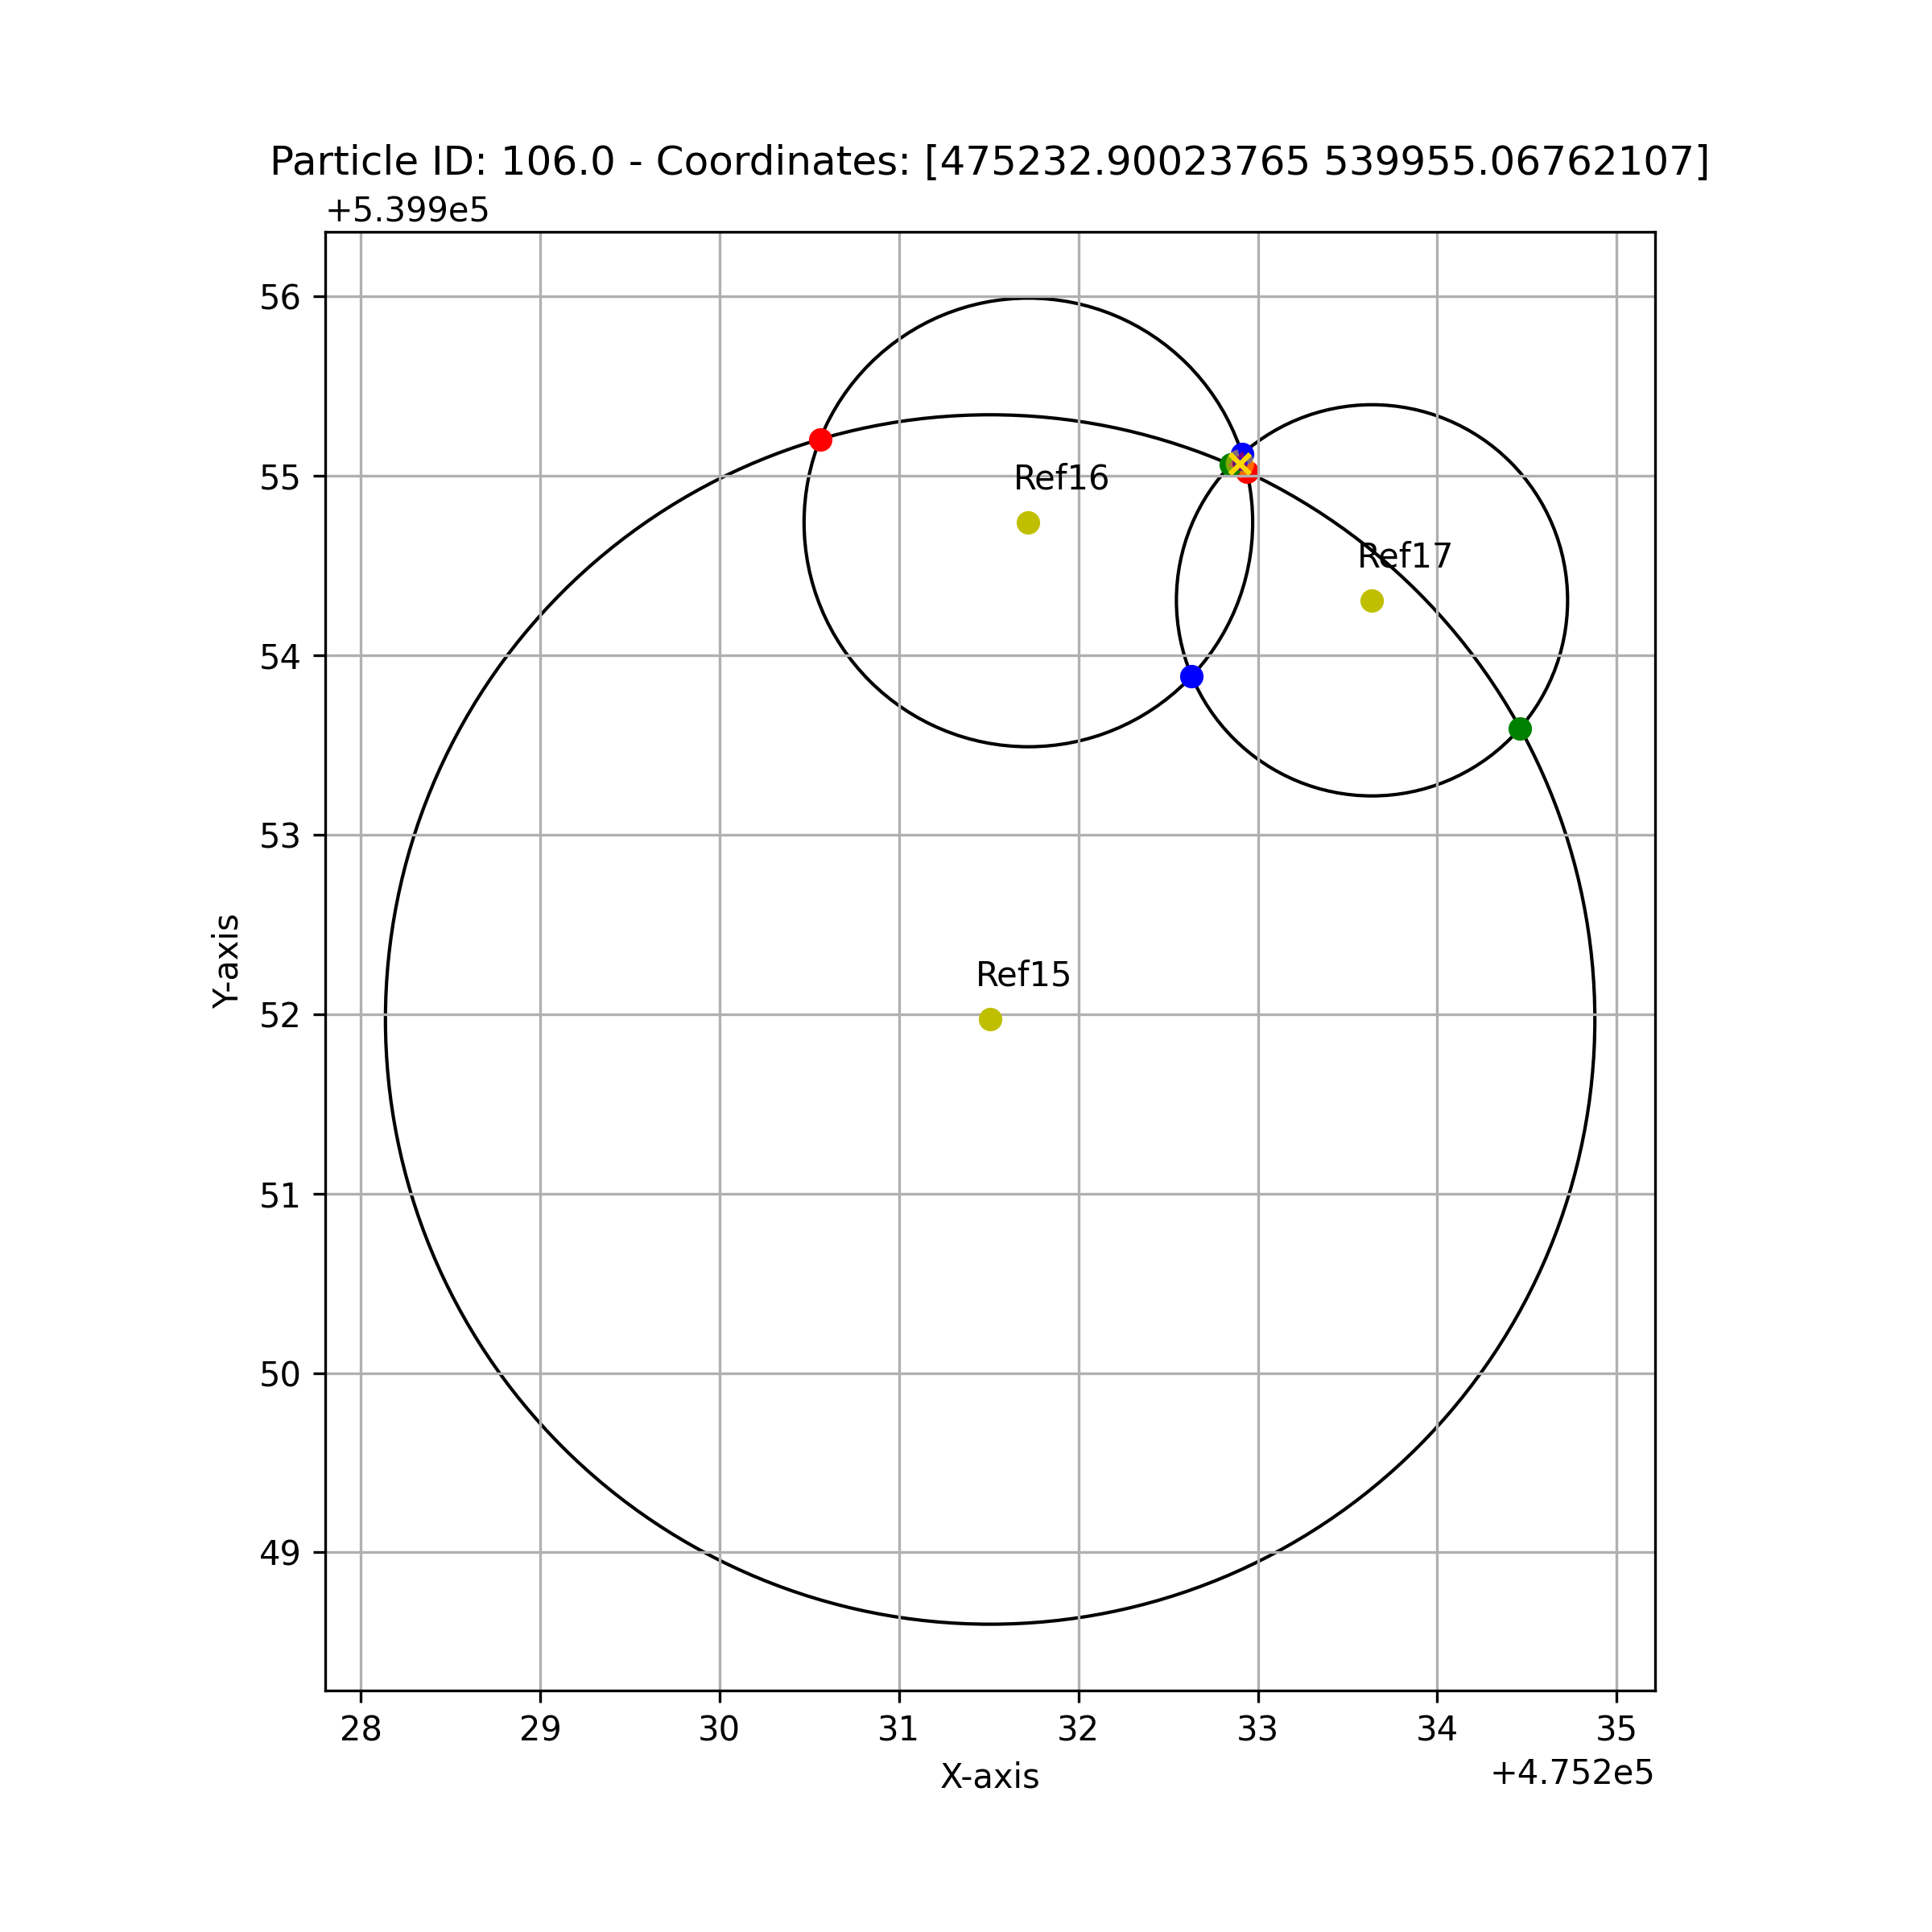 Particle ID: 106.0 - Coordinates: [475232.90023765 539955.06762107]
+5.399e5
56
55
54
53
52
51
50
49
Y-axis
Ref16
Ref17
Ref15
28 29 30 31 32 33 34 35
X-axis
+4.752e5